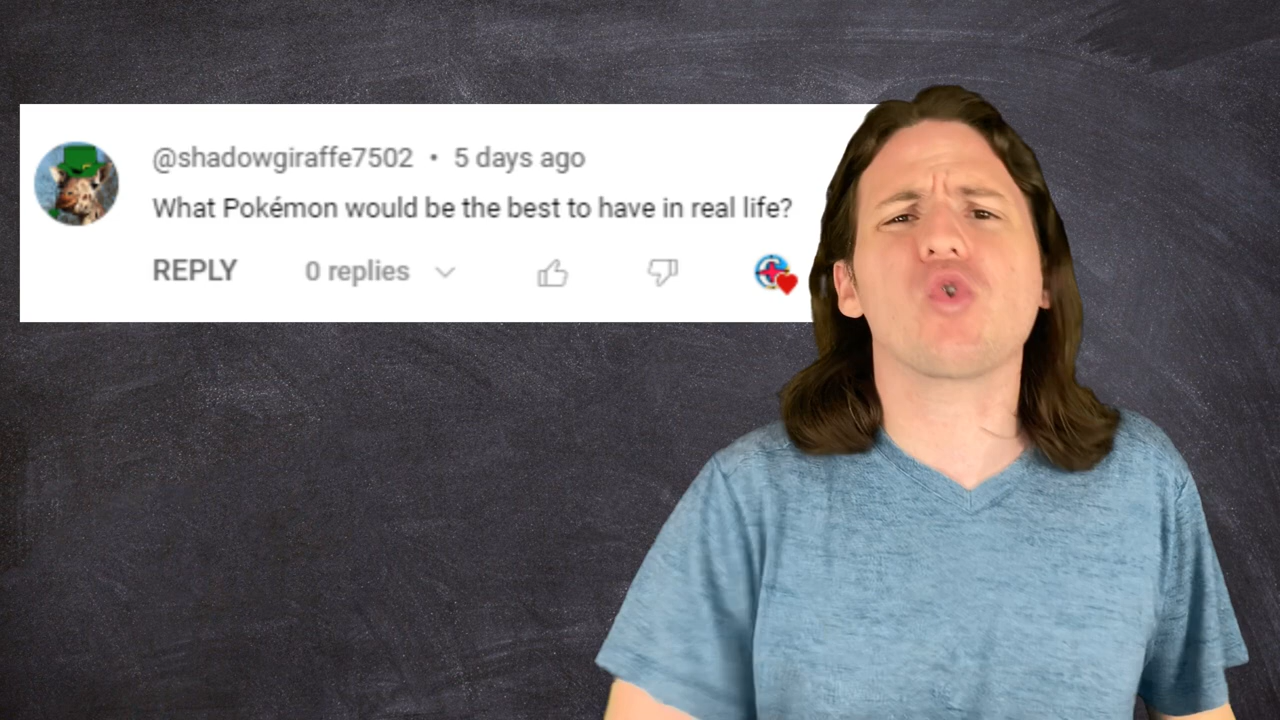 @shadowgiraffe7502 • 5 days ago
What Pokémon would be the best to have in real life?
REPLY 0 replies